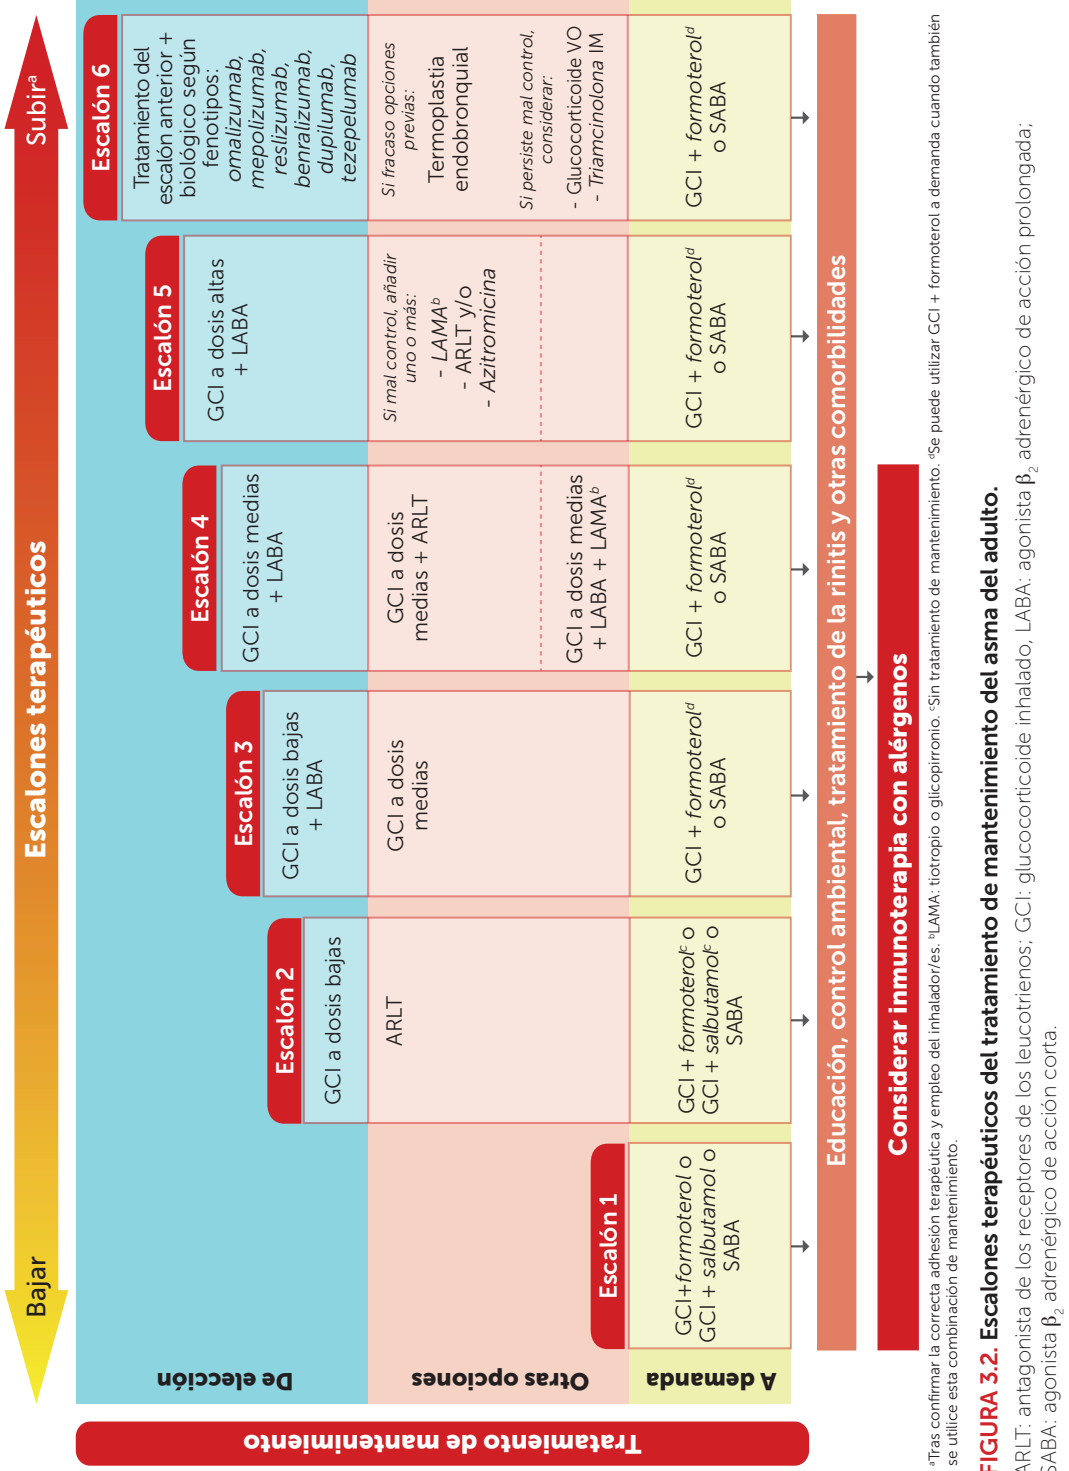 Escalones terapéuticos
Bajar
Subirᵃ
Tratamiento de mantenimiento
De elección
Otras opciones
A demanda
Escalón 1
GCI+formoterol o
GCI + salbutamol o
SABA
Escalón 2
GCI a dosis bajas
ARLT
GCI + formoterolᶜ o
GCI + salbutamolᶜ o
SABA
Escalón 3
GCI a dosis bajas
+ LABA
GCI a dosis
medias
GCI + formoterolᵈ
o SABA
Escalón 4
GCI a dosis medias
+ LABA
GCI a dosis
medias + ARLT
GCI a dosis medias
+ LABA + LAMAᵇ
GCI + formoterolᵈ
o SABA
Escalón 5
GCI a dosis altas
+ LABA
Si mal control, añadir
uno o más:
- LAMAᵇ
- ARLT y/o
- Azitromicina
GCI + formoterolᵈ
o SABA
Escalón 6
Tratamiento del
escalón anterior +
biológico según
fenotipos:
omalizumab,
mepolizumab,
reslizumab,
benralizumab,
dupilumab,
tezepelumab
Si fracaso opciones
previas:
Termoplastia
endobronquial
Si persiste mal control,
considerar:
- Glucocorticoide VO
- Triamcinolona IM
GCI + formoterolᵈ
o SABA
Educación, control ambiental, tratamiento de la rinitis y otras comorbilidades
Considerar inmunoterapia con alérgenos
ᵃTras confirmar la correcta adhesión terapéutica y empleo del inhalador/es. ᵇLAMA: tiotropio o glicopirronio. ᶜSin tratamiento de mantenimiento. ᵈSe puede utilizar GCI + formoterol a demanda cuando también
se utilice esta combinación de mantenimiento.
FIGURA 3.2. Escalones terapéuticos del tratamiento de mantenimiento del asma del adulto.
ARLT: antagonista de los receptores de los leucotrienos; GCI: glucocorticoide inhalado, LABA: agonista β₂ adrenérgico de acción prolongada;
SABA: agonista β₂ adrenérgico de acción corta.